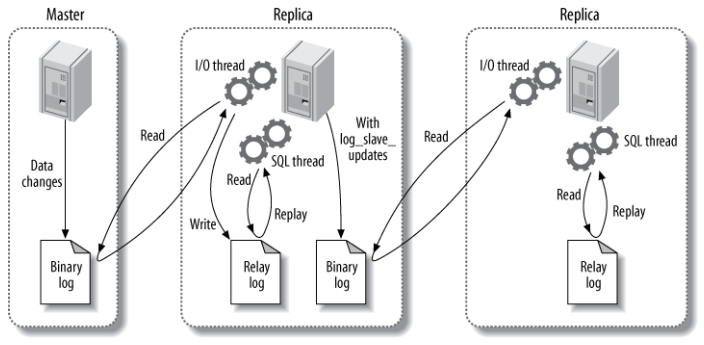 Master
Data
changes
Binary
log
Read
Replica
I/O thread
SQL thread
Read
Replay
Write
Relay
log
With
log_slave_
updates
Binary
log
Read
Replica
I/O thread
SQL thread
Read
Replay
Relay
log